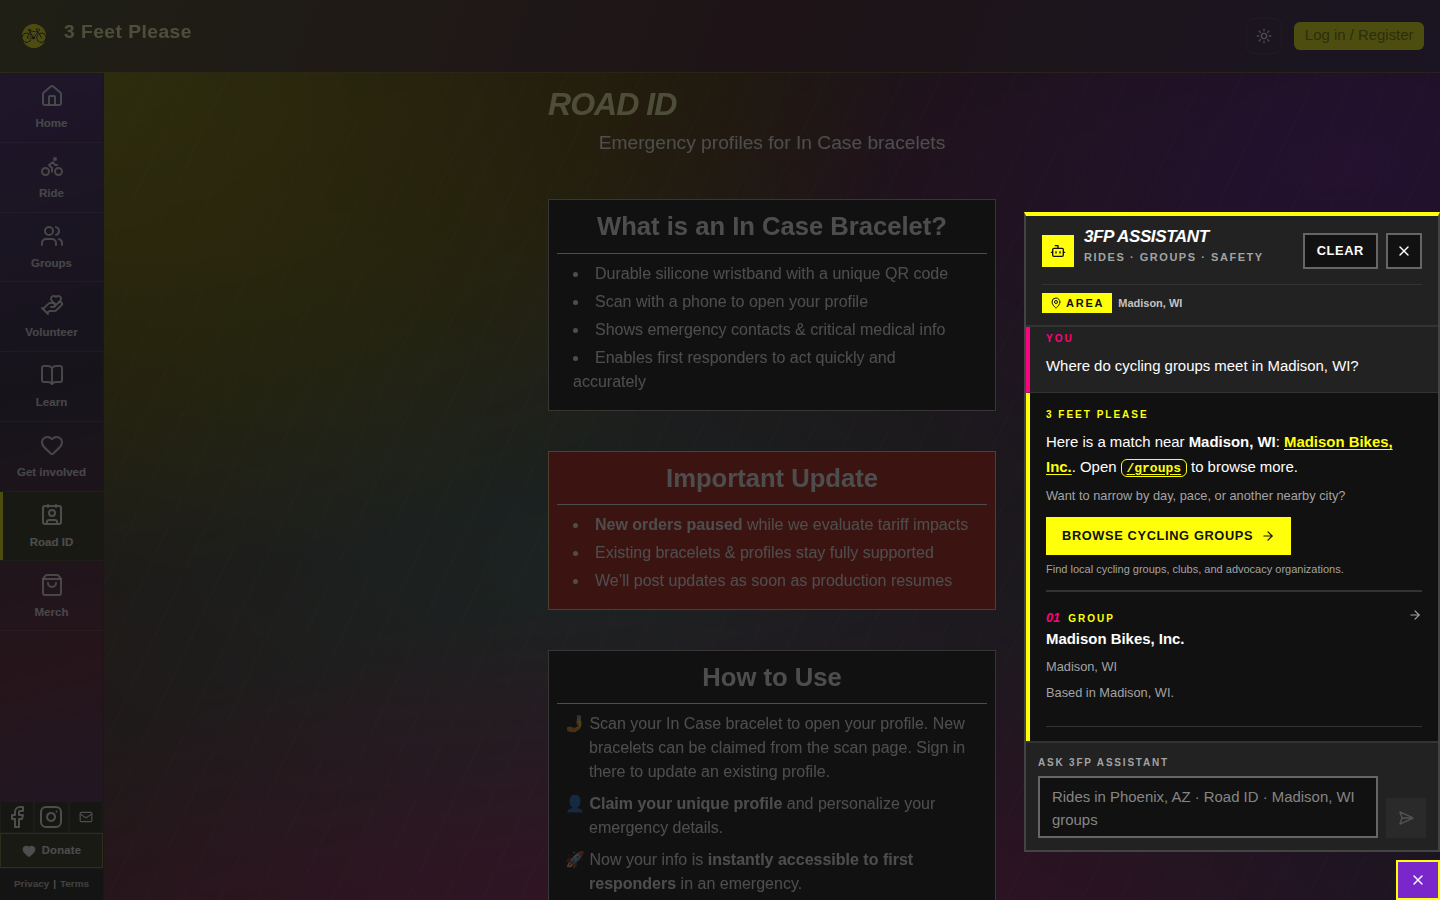 3 Feet Please
Log in / Register
Home
Ride
Groups
Volunteer
Learn
Get involved
Road ID
Merch
Donate
Privacy | Terms
ROAD ID
Emergency profiles for In Case bracelets
What is an In Case Bracelet?
• Durable silicone wristband with a unique QR code
• Scan with a phone to open your profile
• Shows emergency contacts & critical medical info
• Enables first responders to act quickly and
accurately
Important Update
• New orders paused while we evaluate tariff impacts
• Existing bracelets & profiles stay fully supported
• We'll post updates as soon as production resumes
How to Use
🤳 Scan your In Case bracelet to open your profile. New
bracelets can be claimed from the scan page. Sign in
there to update an existing profile.
👤 Claim your unique profile and personalize your
emergency details.
🚀 Now your info is instantly accessible to first
responders in an emergency.
3FP ASSISTANT
RIDES · GROUPS · SAFETY
CLEAR
AREA Madison, WI
YOU
Where do cycling groups meet in Madison, WI?
3 FEET PLEASE
Here is a match near Madison, WI: Madison Bikes,
Inc.. Open /groups to browse more.
Want to narrow by day, pace, or another nearby city?
BROWSE CYCLING GROUPS
Find local cycling groups, clubs, and advocacy organizations.
01 GROUP
Madison Bikes, Inc.
Madison, WI
Based in Madison, WI.
ASK 3FP ASSISTANT
Rides in Phoenix, AZ · Road ID · Madison, WI
groups